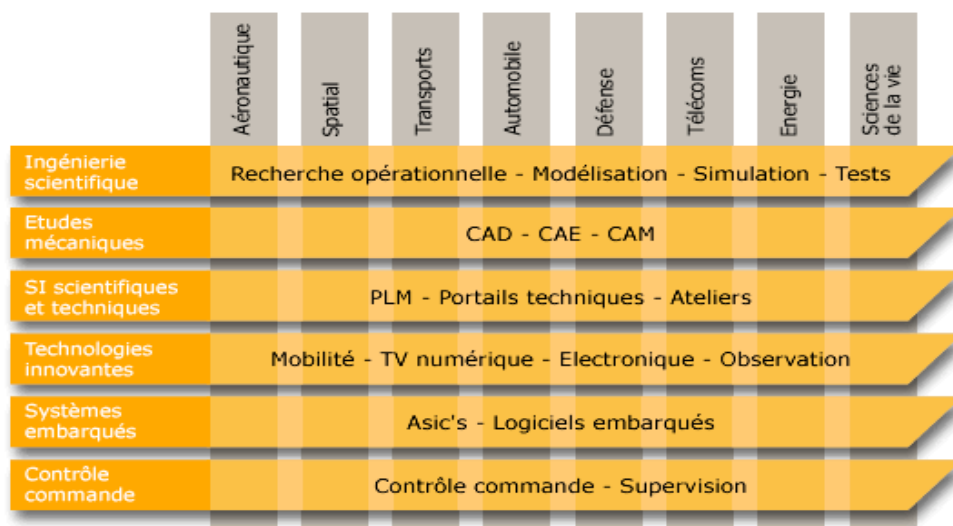 Aéronautique
Spatial
Transports
Automobile
Défense
Télécoms
Energie
Sciences
de la vie
Ingénierie
scientifique
Recherche opérationnelle - Modélisation - Simulation - Tests
Etudes
mécaniques
CAD - CAE - CAM
SI scientifiques
et techniques
PLM - Portails techniques - Ateliers
Technologies
innovantes
Mobilité - TV numérique - Electronique - Observation
Systèmes
embarqués
Asic's - Logiciels embarqués
Contrôle
commande
Contrôle commande - Supervision